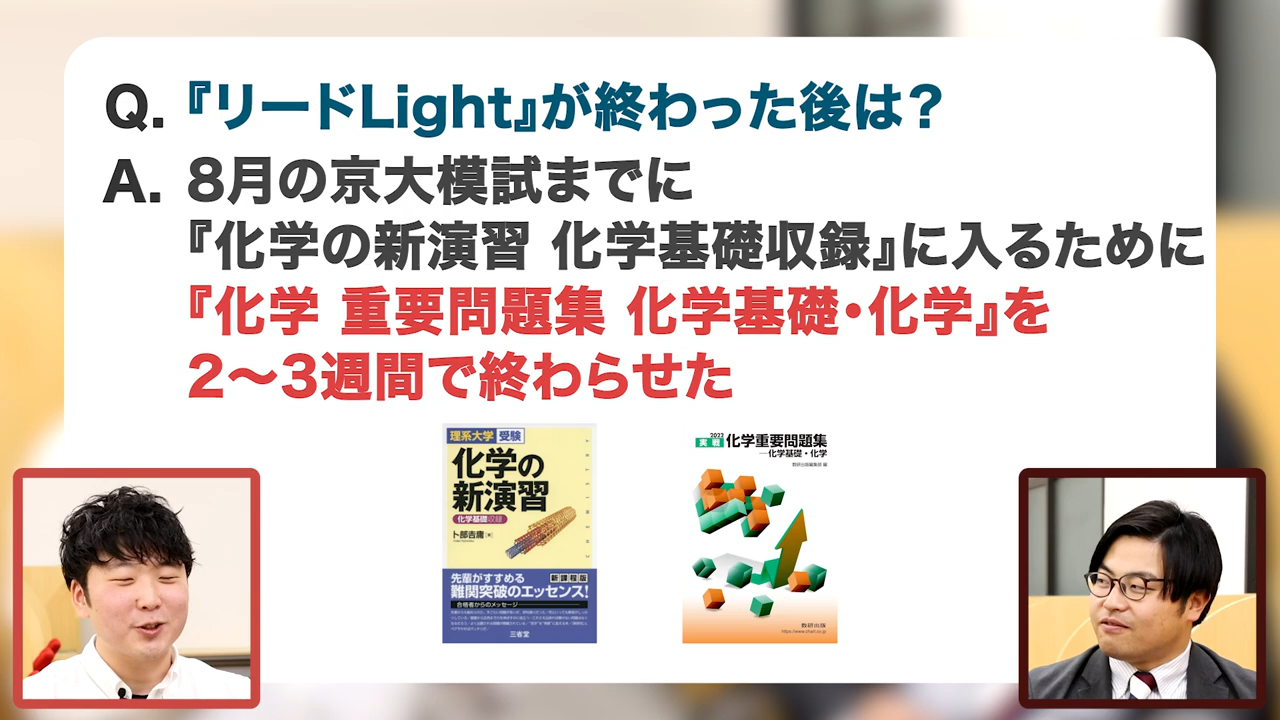 Q.『リードLight』が終わった後は？
A. 8月の京大模試までに
『化学の新演習 化学基礎収録』に入るために
『化学 重要問題集 化学基礎・化学』を
2〜3週間で終わらせた
理系大学 受験
化学の
新演習
化学基礎収録
卜部吉庸
先輩がすすめる
難関突破のエッセンス!
新課程版
合格者からのメッセージ
三省堂
2022
実戦 化学重要問題集
―化学基礎・化学
数研出版編集部 編
数研出版
https://www.chart.co.jp